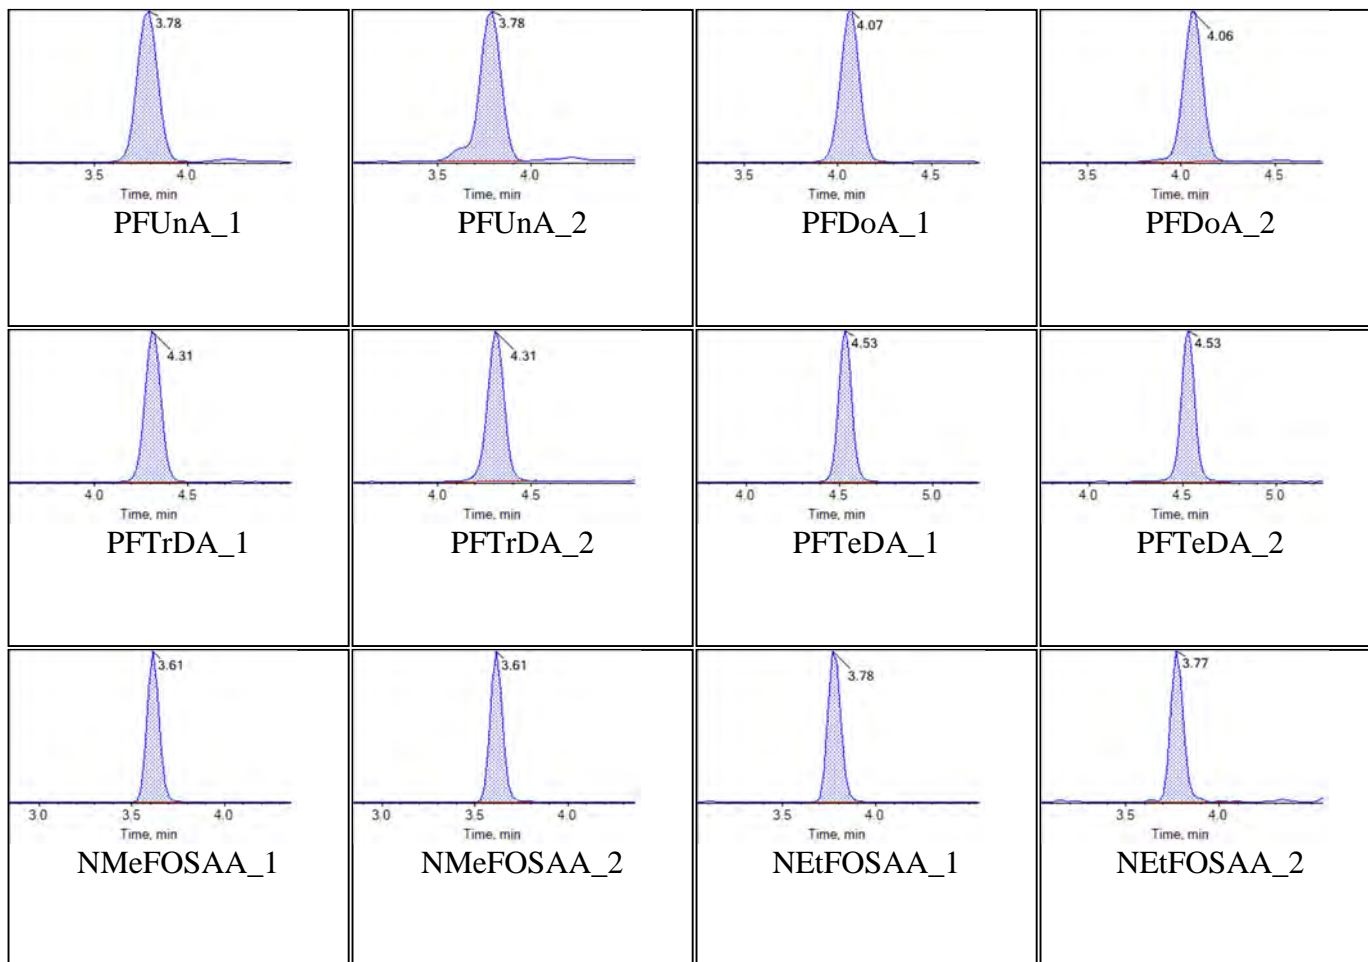 3.78
3.5 4.0
Time, min
PFUnA_1
3.78
3.5 4.0
Time, min
PFUnA_2
4.07
3.5 4.0 4.5
Time, min
PFDoA_1
4.06
3.5 4.0 4.5
Time, min
PFDoA_2
4.31
4.0 4.5
Time, min
PFTrDA_1
4.31
4.0 4.5
Time, min
PFTrDA_2
4.53
4.0 4.5 5.0
Time, min
PFTeDA_1
4.53
4.0 4.5 5.0
Time, min
PFTeDA_2
3.61
3.0 3.5 4.0
Time, min
NMeFOSAA_1
3.61
3.0 3.5 4.0
Time, min
NMeFOSAA_2
3.78
3.5 4.0
Time, min
NEtFOSAA_1
3.77
3.5 4.0
Time, min
NEtFOSAA_2